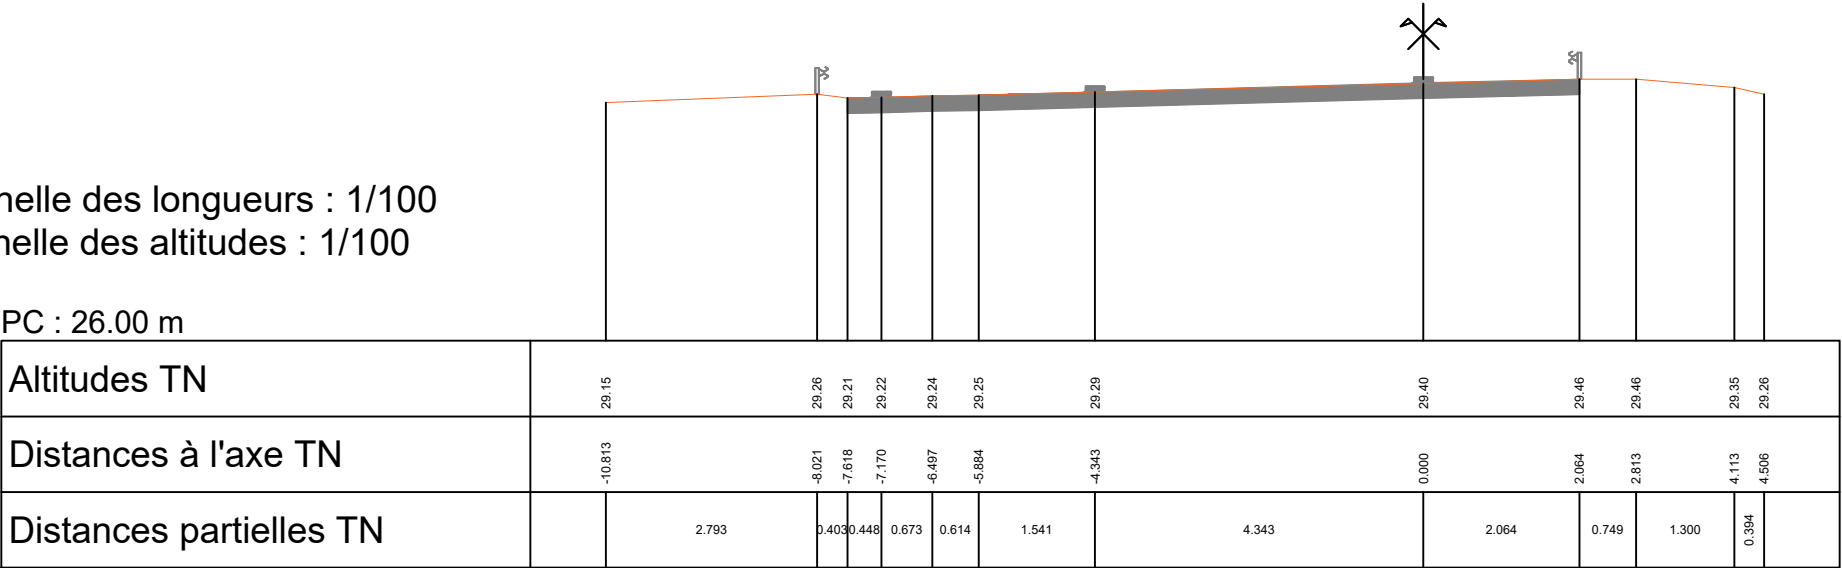 nelle des longueurs : 1/100
nelle des altitudes : 1/100
PC : 26.00 m
Altitudes TN 29.15 29.26 29.21 29.22 29.24 29.25 29.29 29.40 29.46 29.46 29.35 29.26
Distances à l'axe TN -10.813 -8.021 -7.618 -7.170 -6.497 -5.884 -4.343 0.000 2.064 2.813 4.113 4.506
Distances partielles TN 2.793 0.403 0.448 0.673 0.614 1.541 4.343 2.064 0.749 1.300 0.394